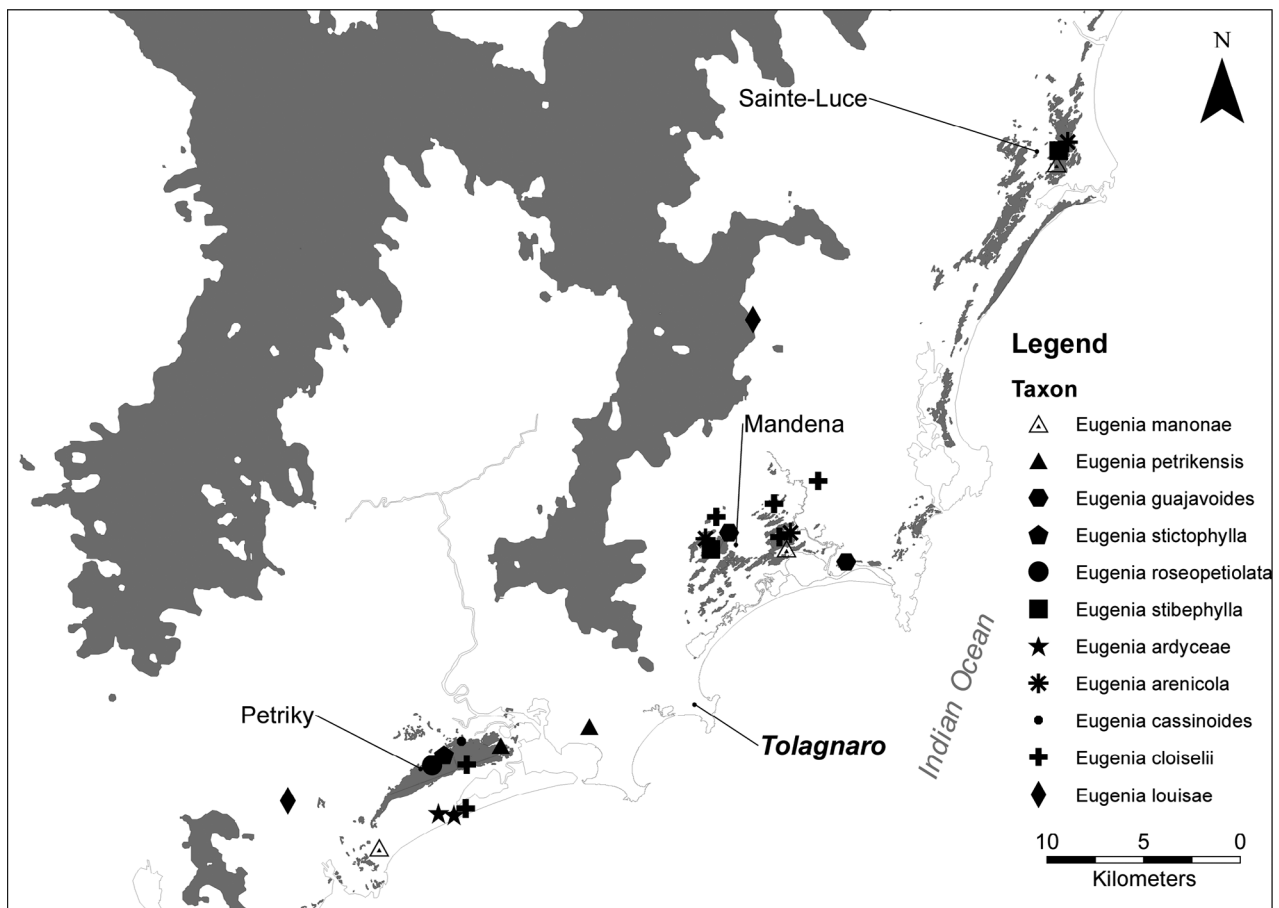 N
Sainte-Luce
Mandena
Petriky
Tolagnaro
Indian Ocean
Legend
Taxon
Eugenia manonae
Eugenia petrikensis
Eugenia guajavoides
Eugenia stictophylla
Eugenia roseopetiolata
Eugenia stibephylla
Eugenia ardyceae
Eugenia arenicola
Eugenia cassinoides
Eugenia cloiselii
Eugenia louisae
10 5 0
Kilometers